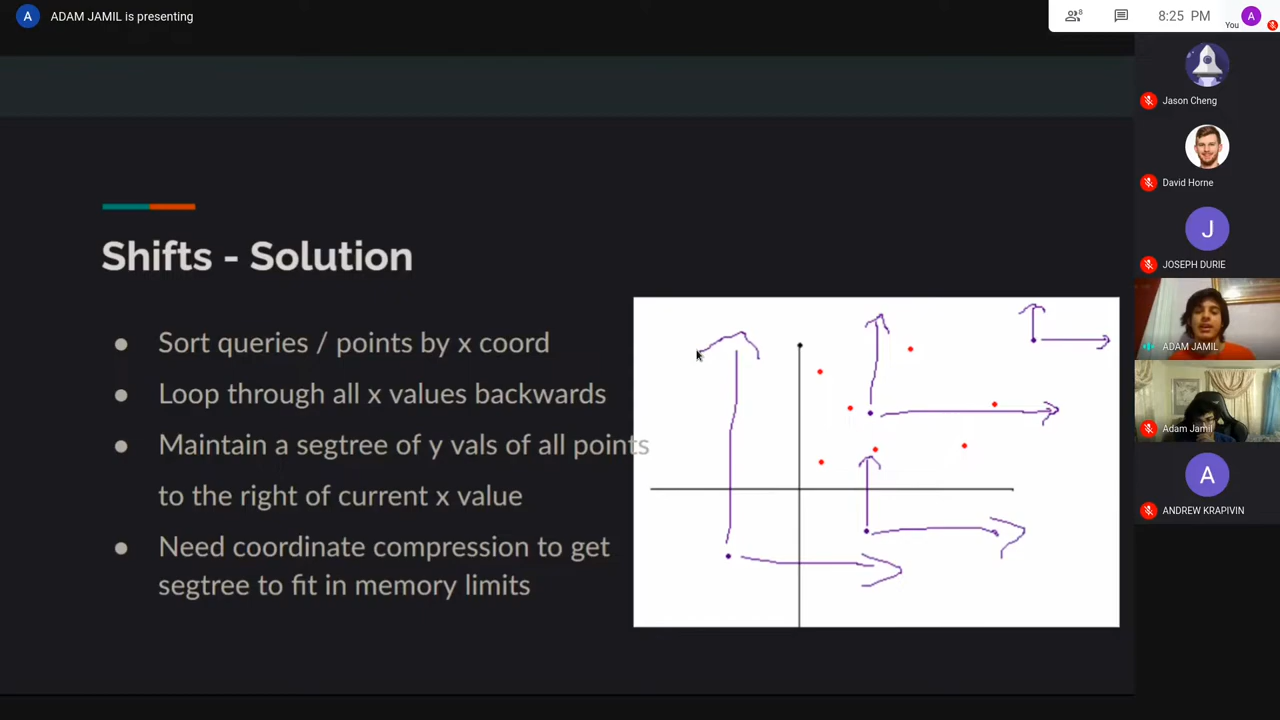 A
ADAM JAMIL is presenting
8
8:25 PM
You
A
Shifts - Solution
● Sort queries / points by x coord
● Loop through all x values backwards
● Maintain a segtree of y vals of all points
to the right of current x value
● Need coordinate compression to get
segtree to fit in memory limits
Jason Cheng
David Horne
J
JOSEPH DURIE
ADAM JAMIL
Adam Jamil
A
ANDREW KRAPIVIN